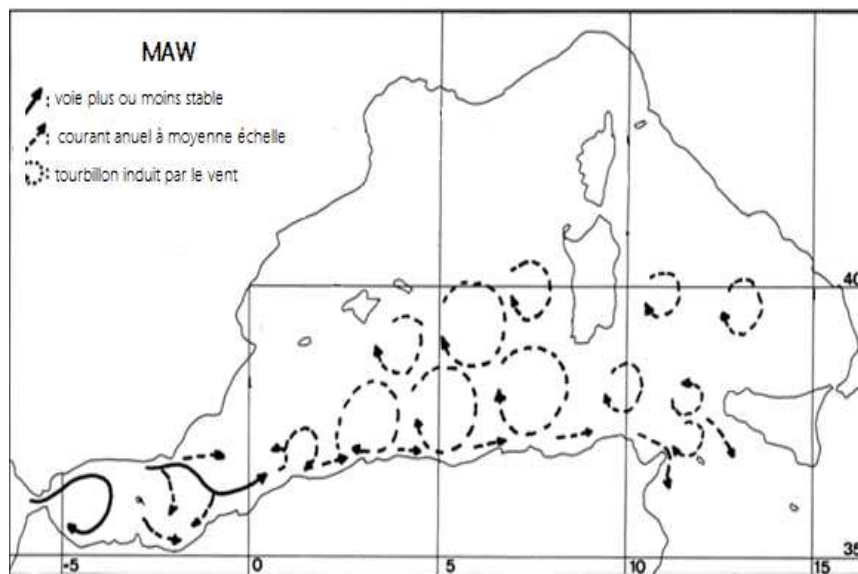 MAW
: voie plus ou moins stable
: courant anuel à moyenne échelle
: tourbillon induit par le vent
40
35
-5
0
5
10
15